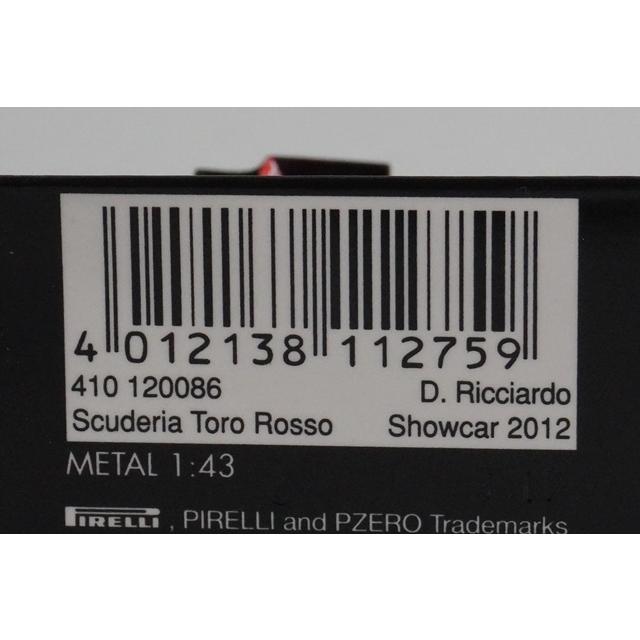 4 012138 112759
410 120086 D. Ricciardo
Scuderia Toro Rosso Showcar 2012
METAL 1:43
PIRELLI , PIRELLI and PZERO Trademarks